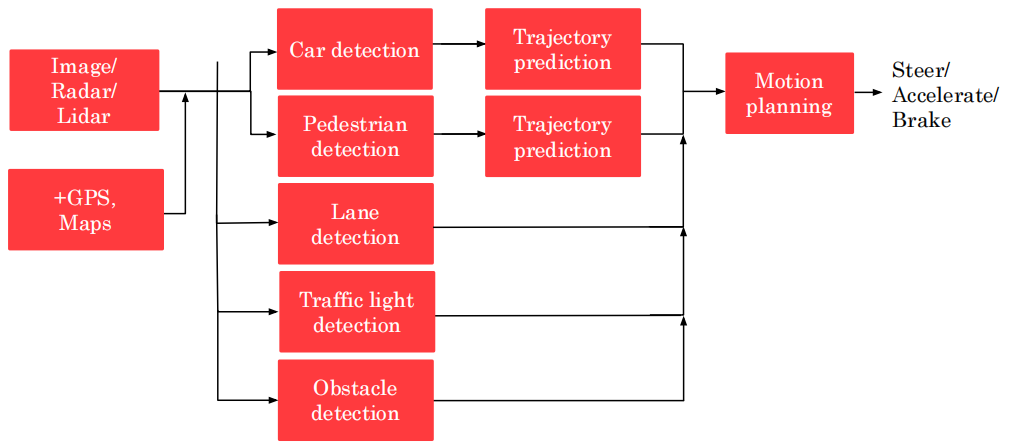 Image/
Radar/
Lidar
+GPS,
Maps
Car detection
Pedestrian
detection
Lane
detection
Traffic light
detection
Obstacle
detection
Trajectory
prediction
Trajectory
prediction
Motion
planning
Steer/
Accelerate/
Brake